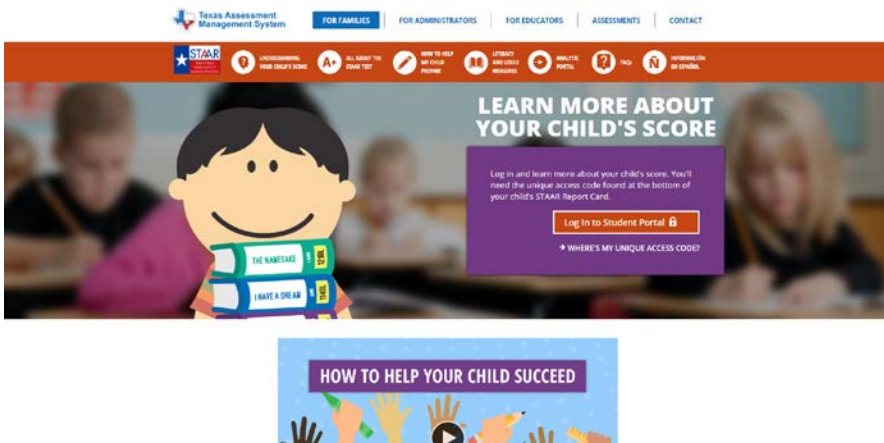 Texas Assessment
Management System
FOR FAMILIES
FOR ADMINISTRATORS
FOR EDUCATORS
ASSESSMENTS
CONTACT
STAAR
UNDERSTANDING
YOUR CHILD'S SCORE
A+
ALL ABOUT THE
STAAR TEST
HOW TO HELP
MY CHILD
PREPARE
LITERACY
AND LEXILE
MEASURES
ANALYTIC
PORTAL
?
FAQs
Ñ
INFORMACIÓN
EN ESPAÑOL
LEARN MORE ABOUT
YOUR CHILD'S SCORE
Log in and learn more about your child's score. You'll
need the unique access code found at the bottom of
your child's STAAR Report Card.
Log In to Student Portal
WHERE'S MY UNIQUE ACCESS CODE?
THE NAMESAKE
I HAVE A DREAM
HOW TO HELP YOUR CHILD SUCCEED